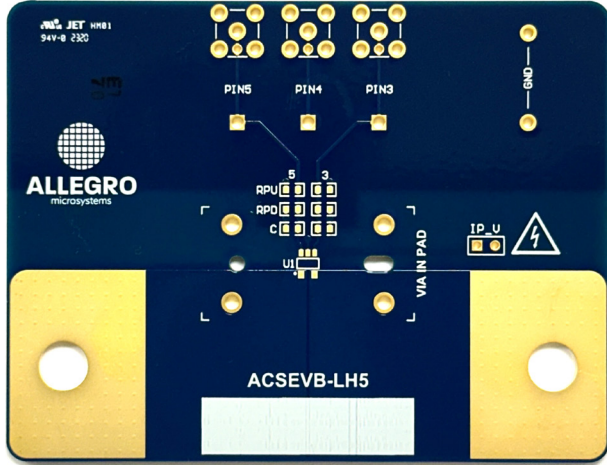 JET HM01
94V-0 2320
PIN5
PIN4
PIN3
GND
ALLEGRO
microsystems
5 3
RPU
RPD
C
U1
VIA IN PAD
IP_V
ACSEVB-LH5